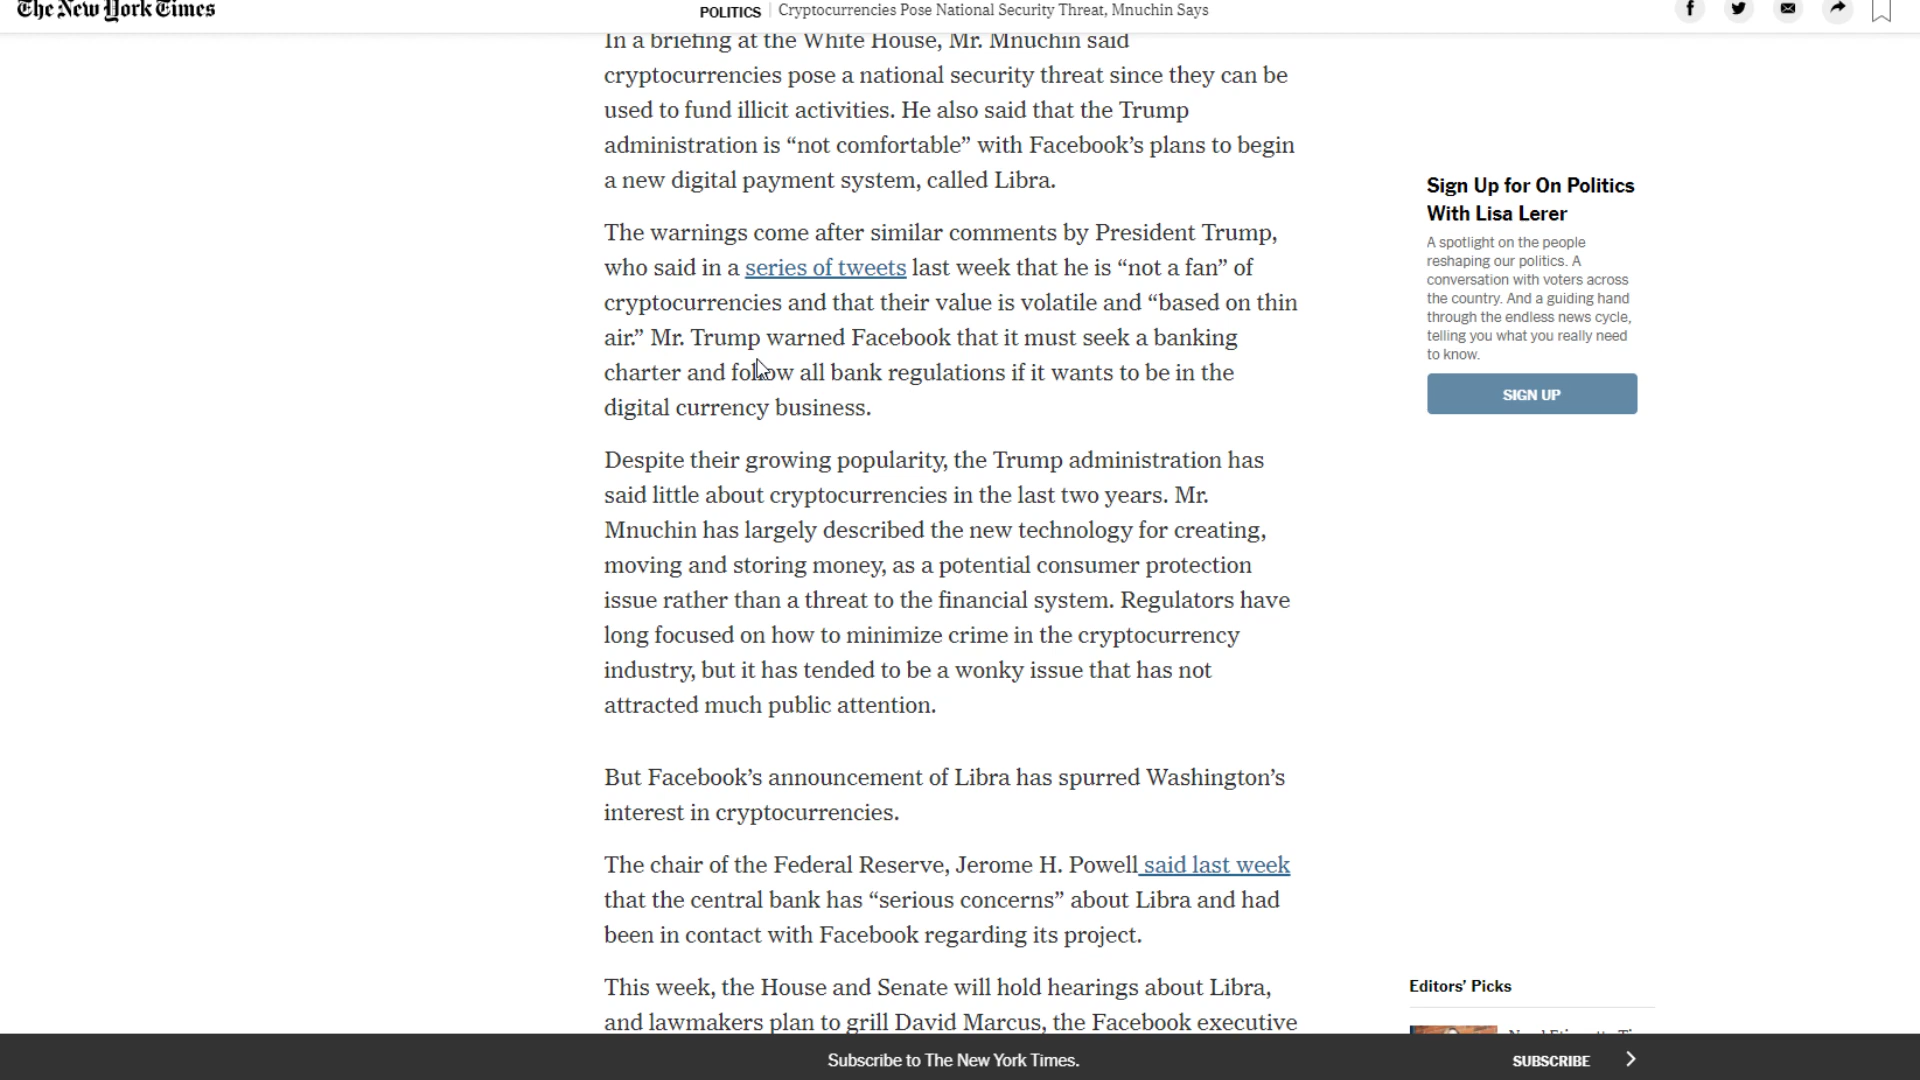 The New York Times
POLITICS | Cryptocurrencies Pose National Security Threat, Mnuchin Says
In a briefing at the White House, Mr. Mnuchin said
cryptocurrencies pose a national security threat since they can be
used to fund illicit activities. He also said that the Trump
administration is “not comfortable” with Facebook’s plans to begin
a new digital payment system, called Libra.
The warnings come after similar comments by President Trump,
who said in a series of tweets last week that he is “not a fan” of
cryptocurrencies and that their value is volatile and “based on thin
air.” Mr. Trump warned Facebook that it must seek a banking
charter and follow all bank regulations if it wants to be in the
digital currency business.
Despite their growing popularity, the Trump administration has
said little about cryptocurrencies in the last two years. Mr.
Mnuchin has largely described the new technology for creating,
moving and storing money, as a potential consumer protection
issue rather than a threat to the financial system. Regulators have
long focused on how to minimize crime in the cryptocurrency
industry, but it has tended to be a wonky issue that has not
attracted much public attention.
But Facebook’s announcement of Libra has spurred Washington’s
interest in cryptocurrencies.
The chair of the Federal Reserve, Jerome H. Powell said last week
that the central bank has “serious concerns” about Libra and had
been in contact with Facebook regarding its project.
This week, the House and Senate will hold hearings about Libra,
and lawmakers plan to grill David Marcus, the Facebook executive
Sign Up for On Politics
With Lisa Lerer
A spotlight on the people
reshaping our politics. A
conversation with voters across
the country. And a guiding hand
through the endless news cycle,
telling you what you really need
to know.
SIGN UP
Editors’ Picks
Subscribe to The New York Times.
SUBSCRIBE